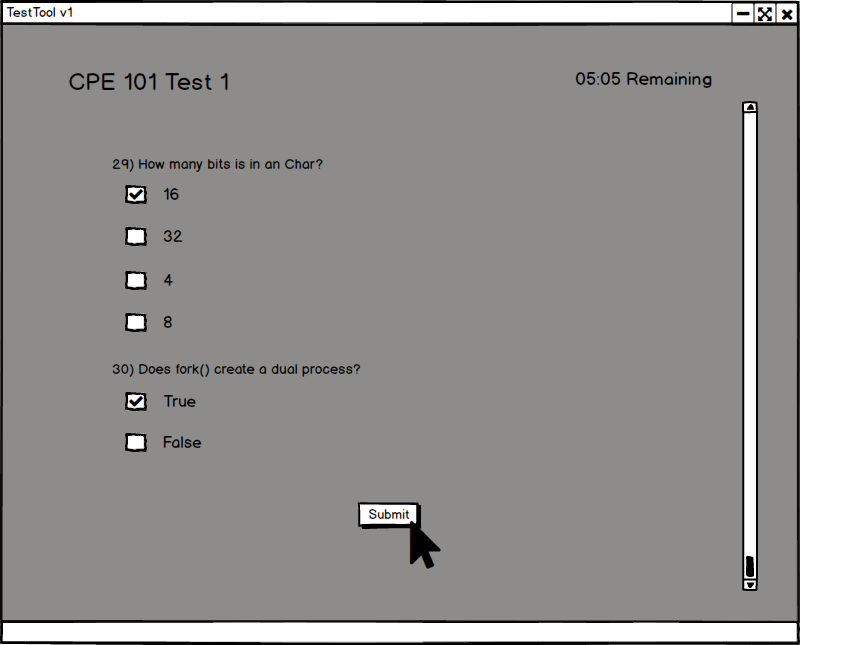 TestTool v1
CPE 101 Test 1
05:05 Remaining
29) How many bits is in an Char?
16
32
4
8
30) Does fork() create a dual process?
True
False
Submit